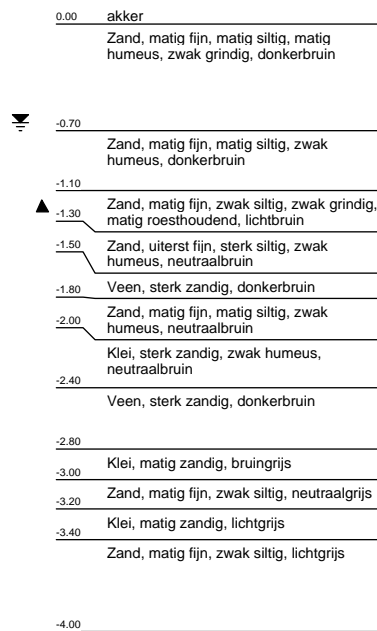 0.00 akker
Zand, matig fijn, matig siltig, matig
humeus, zwak grindig, donkerbruin
-0.70
Zand, matig fijn, matig siltig, zwak
humeus, donkerbruin
-1.10
Zand, matig fijn, zwak siltig, zwak grindig,
matig roesthoudend, lichtbruin
-1.30
Zand, uiterst fijn, sterk siltig, zwak
humeus, neutraalbruin
-1.50
Veen, sterk zandig, donkerbruin
-1.80
Zand, matig fijn, matig siltig, zwak
humeus, neutraalbruin
-2.00
Klei, sterk zandig, zwak humeus,
neutraalbruin
-2.40
Veen, sterk zandig, donkerbruin
-2.80
Klei, matig zandig, bruingrijs
-3.00
Zand, matig fijn, zwak siltig, neutraalgrijs
-3.20
Klei, matig zandig, lichtgrijs
-3.40
Zand, matig fijn, zwak siltig, lichtgrijs
-4.00